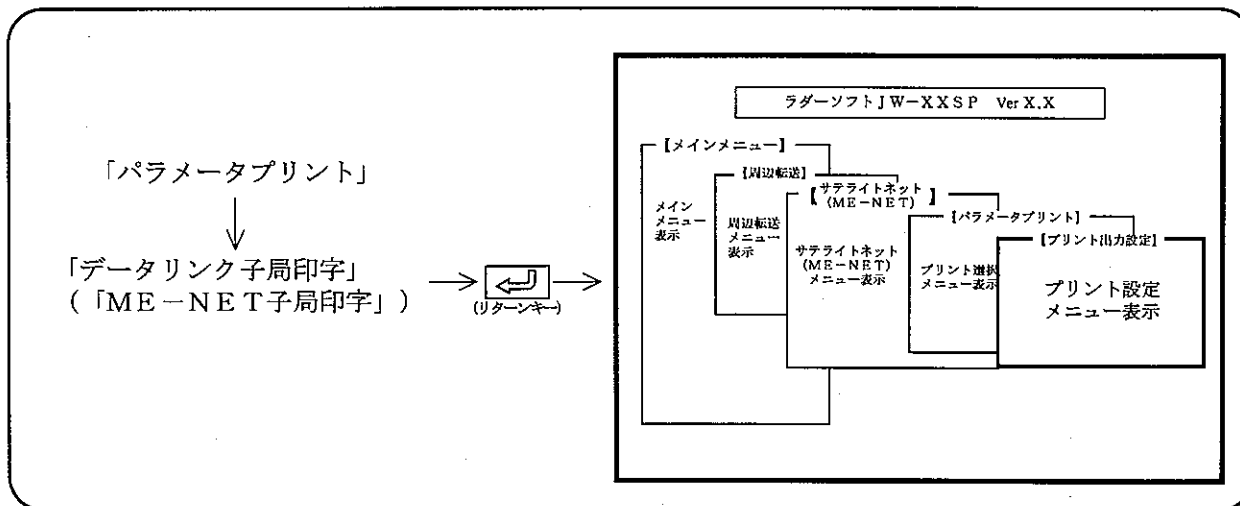 「パラメータプリント」
「データリンク子局印字」
(「ME－NET子局印字」)
(リターンキー)
ラダーソフトJW－XXSP Ver X.X
【メインメニュー】
メイン
メニュー
表示
【周辺転送】
周辺転送
メニュー
表示
【サテライトネット
(ME－NET)】
サテライトネット
(ME－NET)
メニュー表示
【パラメータプリント】
プリント選択
メニュー表示
【プリント出力設定】
プリント設定
メニュー表示